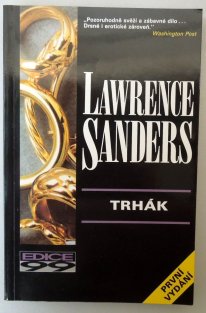 „Pozoruhodně svěží a zábavné dílo...
Drsné i erotické zároveň."
Washington Post
LAWRENCE
SANDERS
TRHÁK
EDICE
99
PRVNÍ
VYDÁNÍ